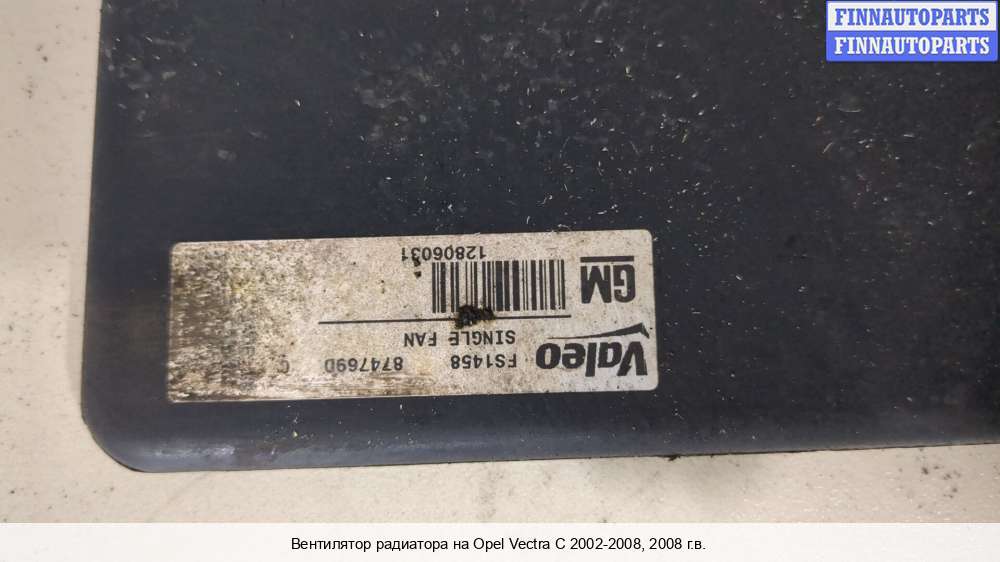 FINNAUTOPARTS
FINNAUTOPARTS
Valeo
FS1458 874769D
SINGLE FAN
GM
12806031
Вентилятор радиатора на Opel Vectra C 2002-2008, 2008 г.в.